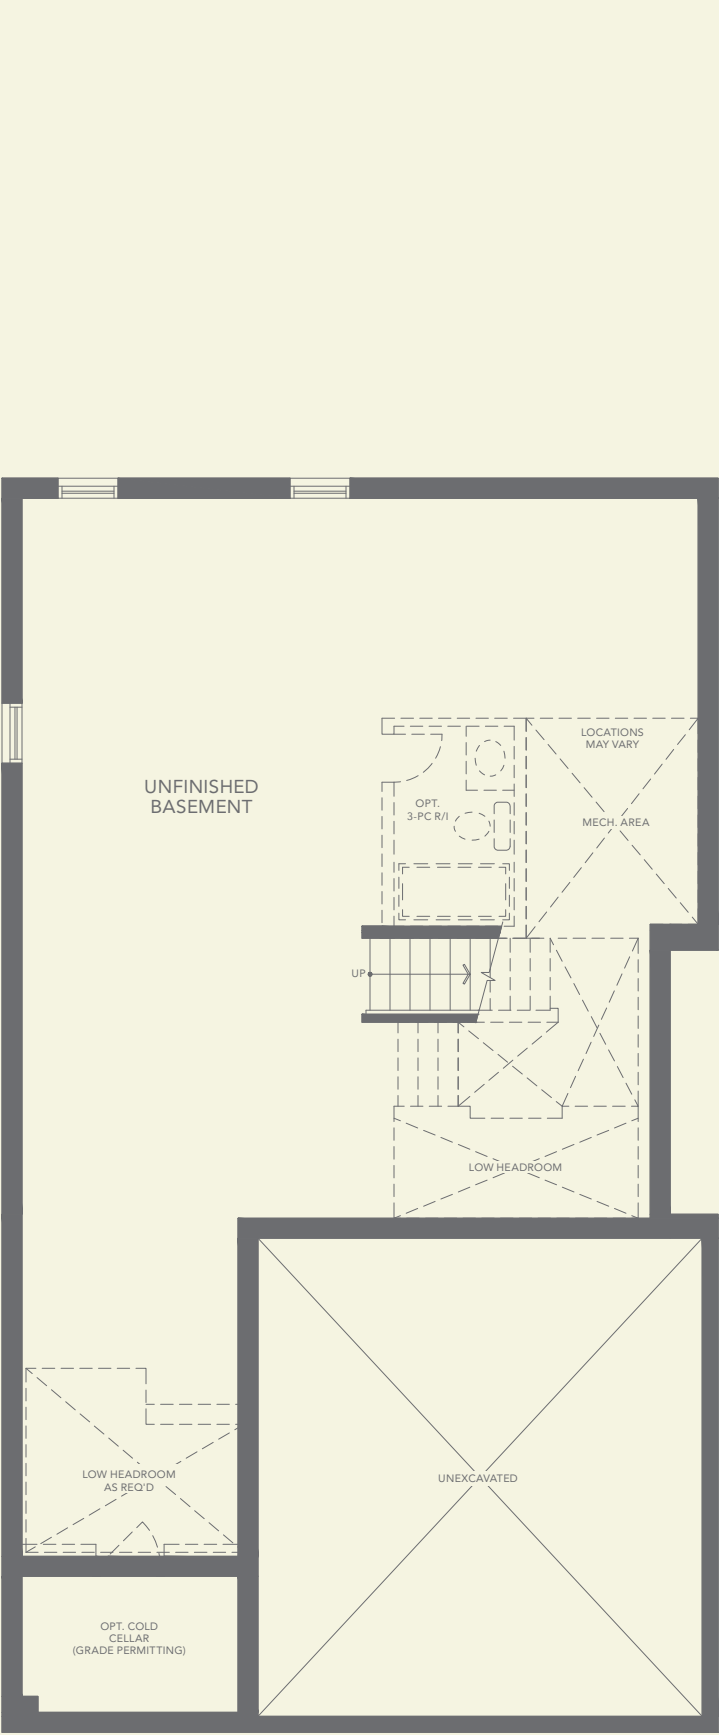 LOCATIONS
MAY VARY
UNFINISHED
BASEMENT
OPT.
3-PC R/I
MECH. AREA
UP
LOW HEADROOM
LOW HEADROOM
AS REQ'D
UNEXCAVATED
OPT. COLD
CELLAR
(GRADE PERMITTING)